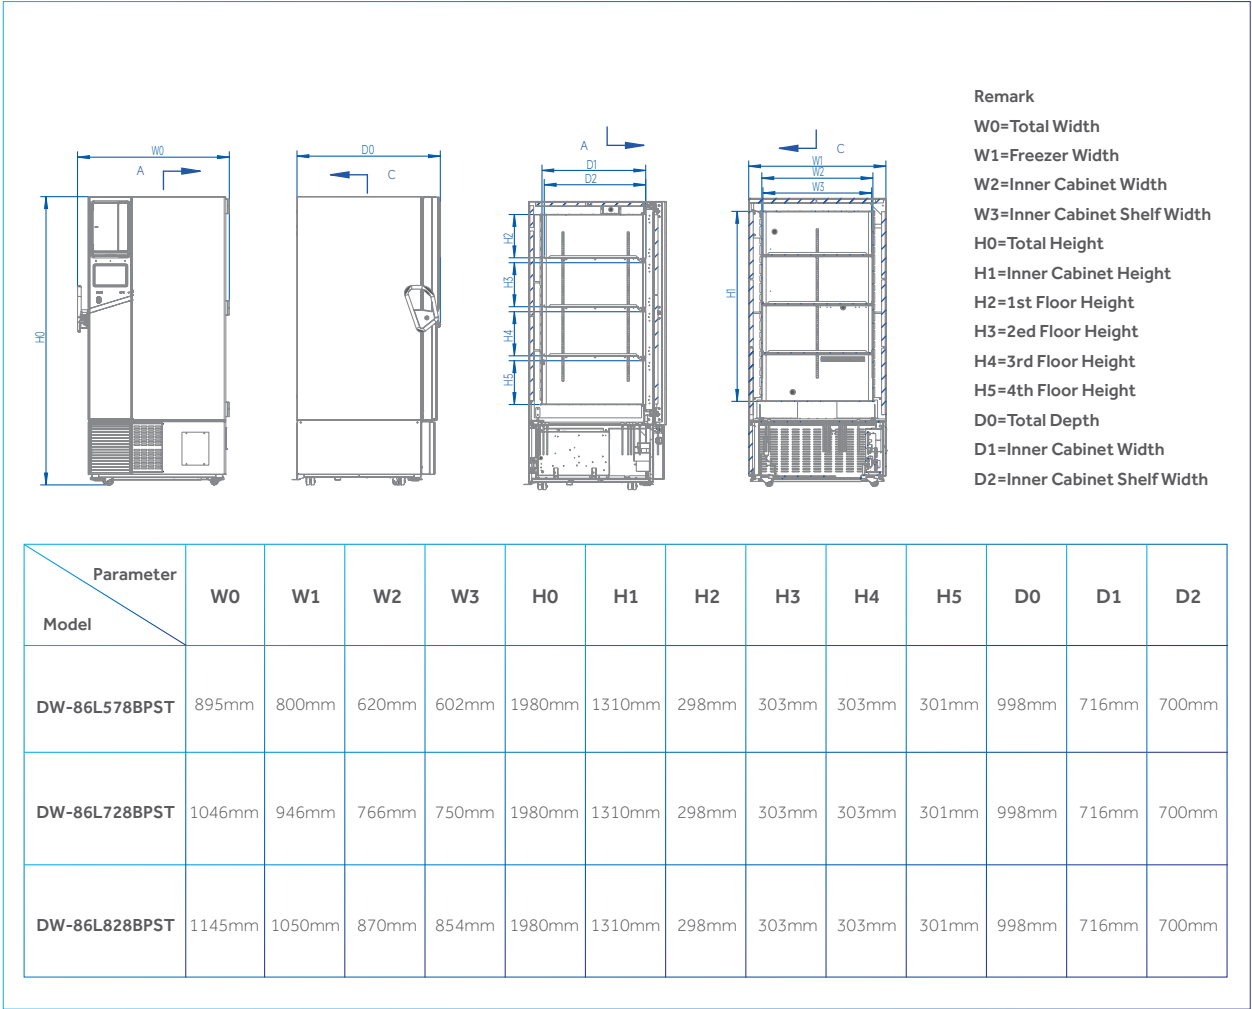 Remark
W0=Total Width
W1=Freezer Width
W2=Inner Cabinet Width
W3=Inner Cabinet Shelf Width
H0=Total Height
H1=Inner Cabinet Height
H2=1st Floor Height
H3=2ed Floor Height
H4=3rd Floor Height
H5=4th Floor Height
D0=Total Depth
D1=Inner Cabinet Width
D2=Inner Cabinet Shelf Width
W0
A
H0
D0
C
A
D1
D2
H2
H3
H4
H5
C
W1
W2
W3
H1
Parameter
Model
W0 W1 W2 W3 H0 H1 H2 H3 H4 H5 D0 D1 D2
DW-86L578BPST 895mm 800mm 620mm 602mm 1980mm 1310mm 298mm 303mm 303mm 301mm 998mm 716mm 700mm
DW-86L728BPST 1046mm 946mm 766mm 750mm 1980mm 1310mm 298mm 303mm 303mm 301mm 998mm 716mm 700mm
DW-86L828BPST 1145mm 1050mm 870mm 854mm 1980mm 1310mm 298mm 303mm 303mm 301mm 998mm 716mm 700mm